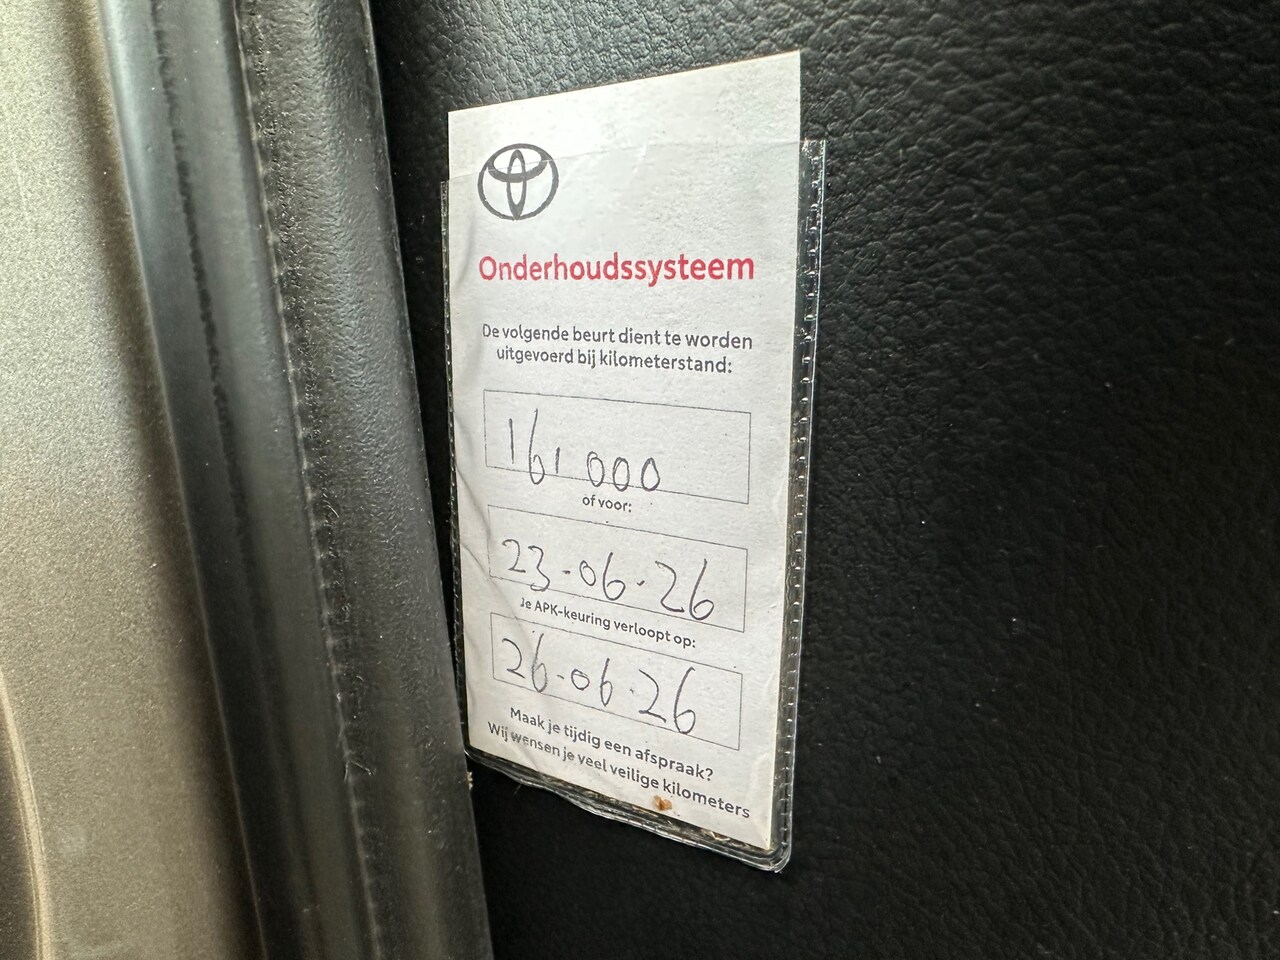 Onderhoudssysteem
De volgende beurt dient te worden
uitgevoerd bij kilometerstand:
161.000
of voor:
23-06-26
Je APK-keuring verloopt op:
26-06-26
Maak je tijdig een afspraak?
Wij wensen je veel veilige kilometers